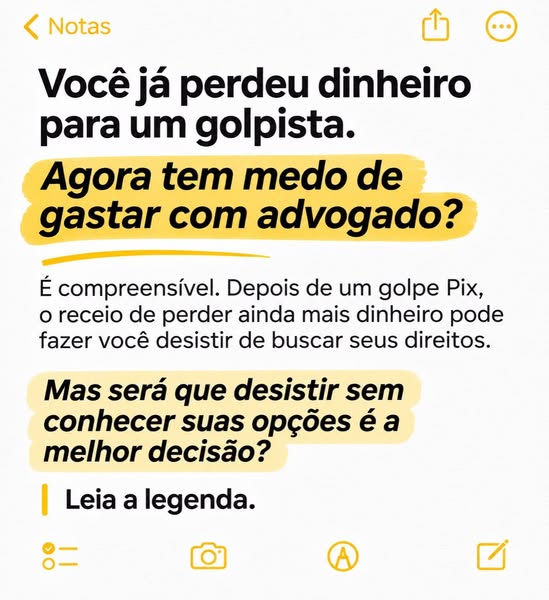 Notas
Você já perdeu dinheiro
para um golpista.
Agora tem medo de
gastar com advogado?
É compreensível. Depois de um golpe Pix,
o receio de perder ainda mais dinheiro pode
fazer você desistir de buscar seus direitos.
Mas será que desistir sem
conhecer suas opções é a
melhor decisão?
Leia a legenda.